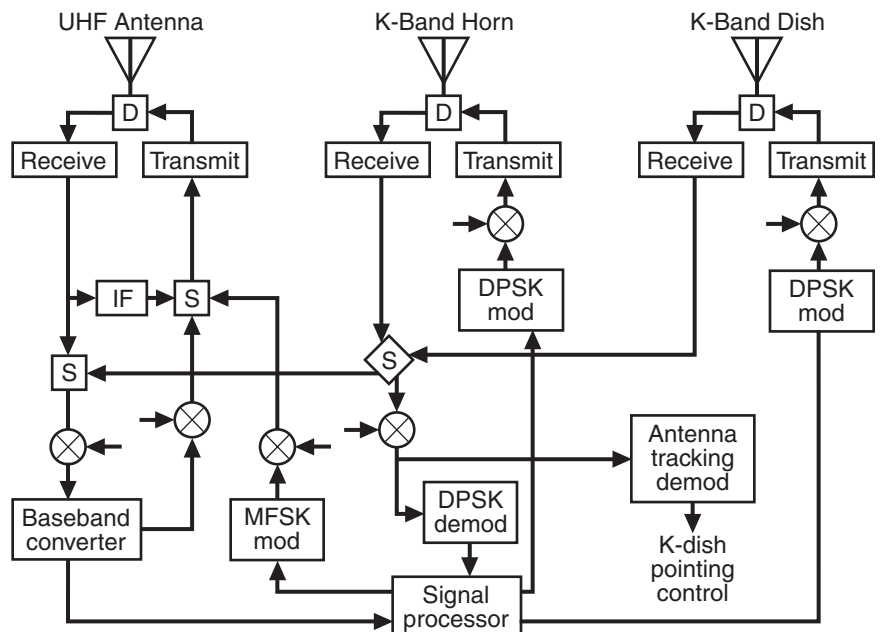 UHF Antenna
K-Band Horn
K-Band Dish
D
D
D
Receive
Transmit
Receive
Transmit
Receive
Transmit
IF
S
DPSK
mod
DPSK
mod
S
S
Antenna
tracking
demod
Baseband
converter
MFSK
mod
DPSK
demod
K-dish
pointing
control
Signal
processor